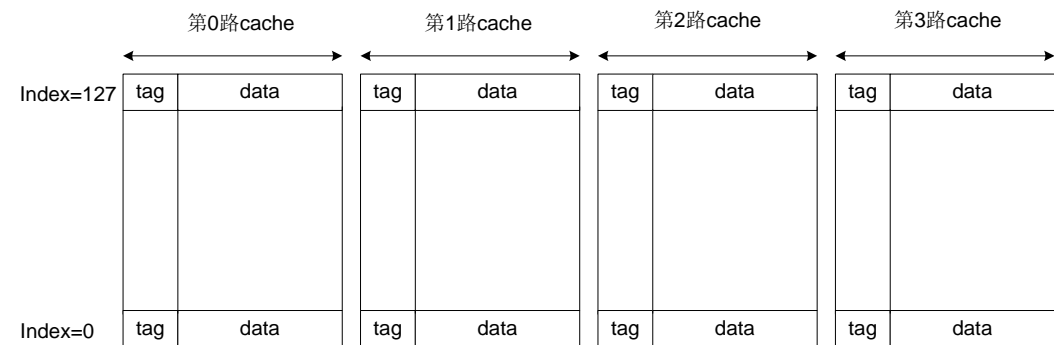 第0路cache 第1路cache 第2路cache 第3路cache
Index=127 tag data tag data tag data tag data
Index=0 tag data tag data tag data tag data